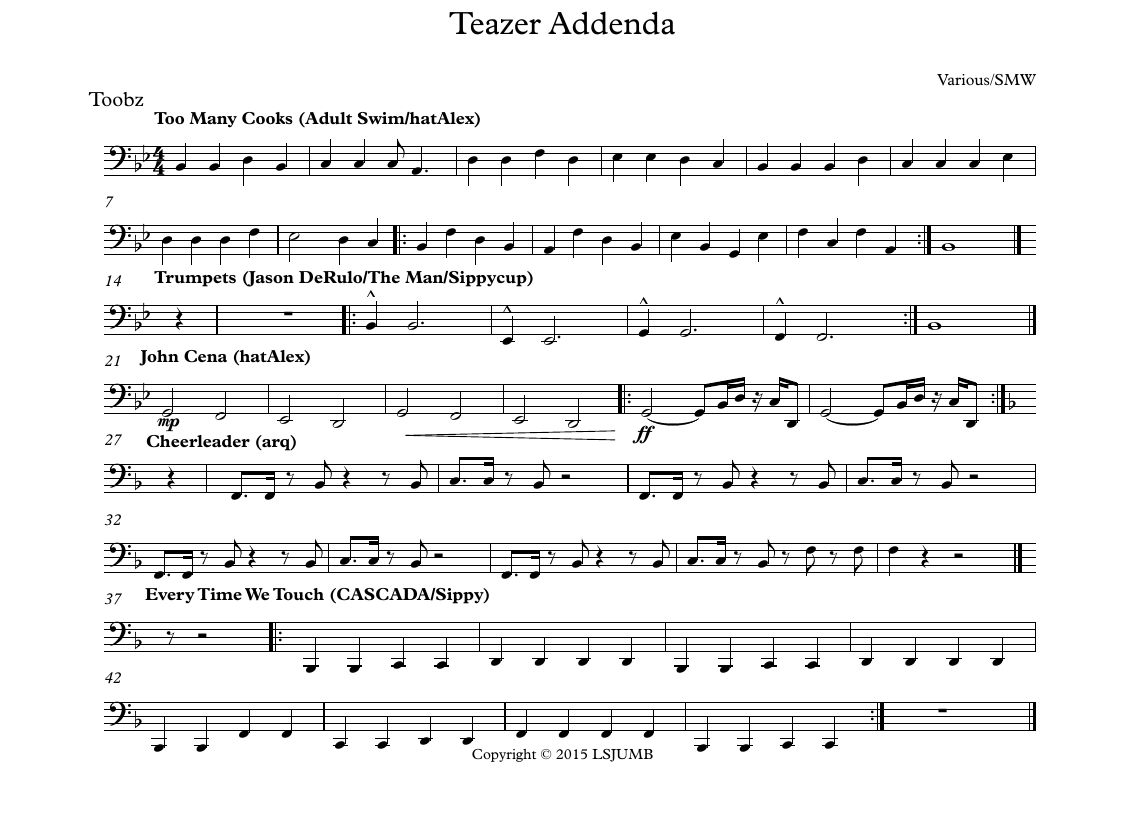 Teazer Addenda
Various/SMW
Toobz
Too Many Cooks (Adult Swim/hatAlex)
4
4
7
14
Trumpets (Jason DeRulo/The Man/Sippycup)
21
John Cena (hatAlex)
mp
ff
27
Cheerleader (arq)
32
37
Every Time We Touch (CASCADA/Sippy)
42
Copyright © 2015 LSJUMB